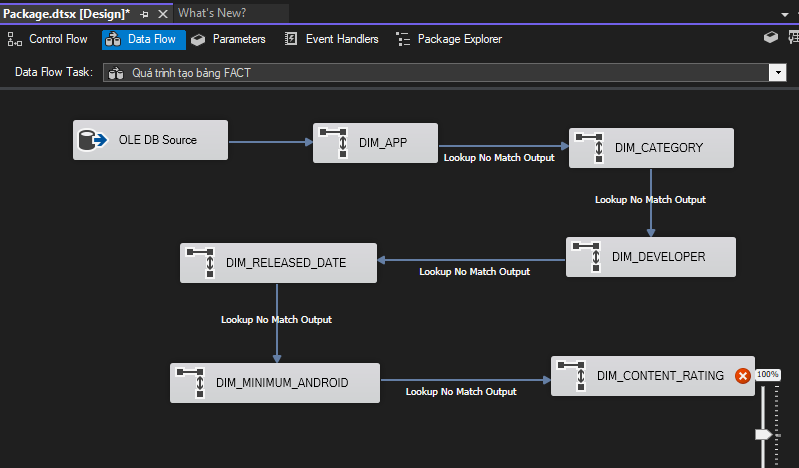 Package.dtsx [Design]*
What's New?
Control Flow
Data Flow
Parameters
Event Handlers
Package Explorer
Data Flow Task:
Quá trình tạo bảng FACT
OLE DB Source
DIM_APP
Lookup No Match Output
DIM_CATEGORY
Lookup No Match Output
DIM_DEVELOPER
Lookup No Match Output
DIM_RELEASED_DATE
Lookup No Match Output
DIM_MINIMUM_ANDROID
Lookup No Match Output
DIM_CONTENT_RATING
100%